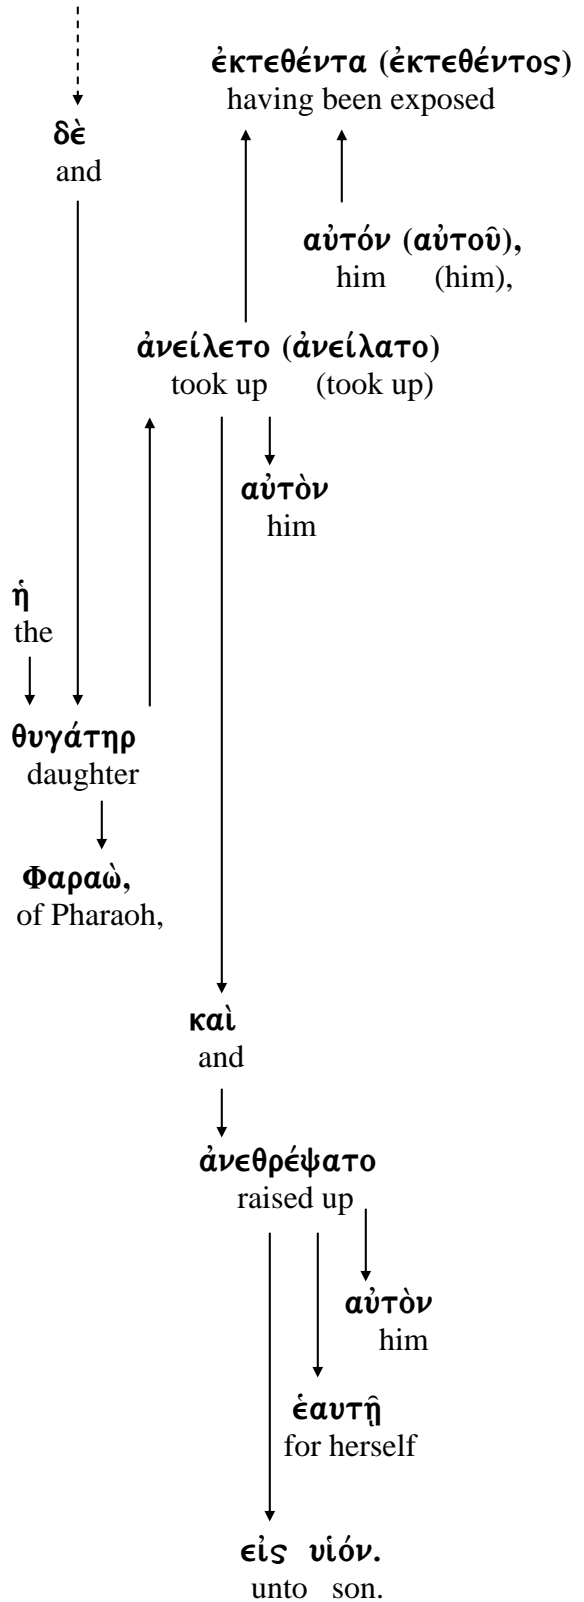 ἐκτεθέντα (ἐκτεθέντος)
having been exposed
δὲ
and
αὐτόν (αὐτοῦ),
him (him),
ἀνείλετο (ἀνείλατο)
took up (took up)
αὐτὸν
him
ἡ
the
θυγάτηρ
daughter
Φαραὼ,
of Pharaoh,
καὶ
and
ἀνεθρέψατο
raised up
αὐτὸν
him
ἑαυτῇ
for herself
εἰς υἱόν.
unto son.